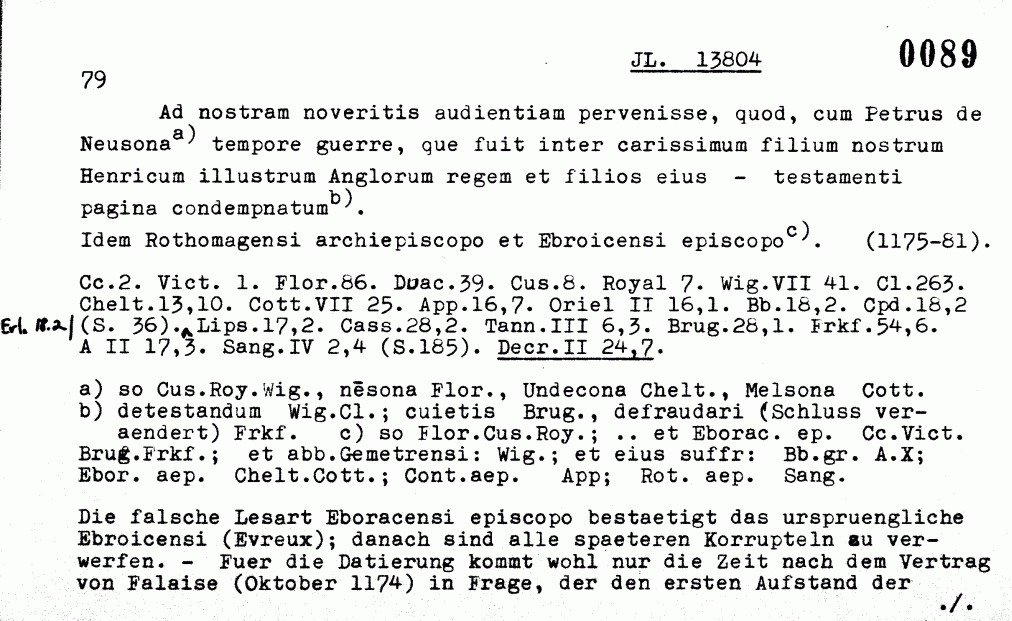 JL. 13804 0089
79
Ad nostram noveritis audientiam pervenisse, quod, cum Petrus de
Neusona a) tempore guerre, que fuit inter carissimum filium nostrum
Henricum illustrum Anglorum regem et filios eius - testamenti
pagina condempnatum b).
Idem Rothomagensi archiepiscopo et Ebroicensi episcopo c). (1175-81).
Cc.2. Vict. 1. Flor.86. Duac.39. Cus.8. Royal 7. Wig.VII 41. Cl.263.
Chelt.13,10. Cott.VII 25. App.16,7. Oriel II 16,1. Bb.18,2. Cpd.18,2
Erl. 18.2/ (S. 36). Lips.17,2. Cass.28,2. Tann.III 6,3. Brug.28,1. Frkf.54,6.
A II 17,3. Sang.IV 2,4 (S.185). Decr.II 24,7.
a) so Cus.Roy.Wig., nēsona Flor., Undecona Chelt., Melsona Cott.
b) detestandum Wig.Cl.; cuietis Brug., defraudari (Schluss ver-
aendert) Frkf. c) so Flor.Cus.Roy.; .. et Eborac. ep. Cc.Vict.
Brug.Frkf.; et abb.Gemetrensi: Wig.; et eius suffr: Bb.gr. A.X;
Ebor. aep. Chelt.Cott.; Cont.aep. App; Rot. aep. Sang.
Die falsche Lesart Eboracensi episcopo bestaetigt das urspruengliche
Ebroicensi (Evreux); danach sind alle spaeteren Korrupteln zu ver-
werfen. - Fuer die Datierung kommt wohl nur die Zeit nach dem Vertrag
von Falaise (Oktober 1174) in Frage, der den ersten Aufstand der
./.